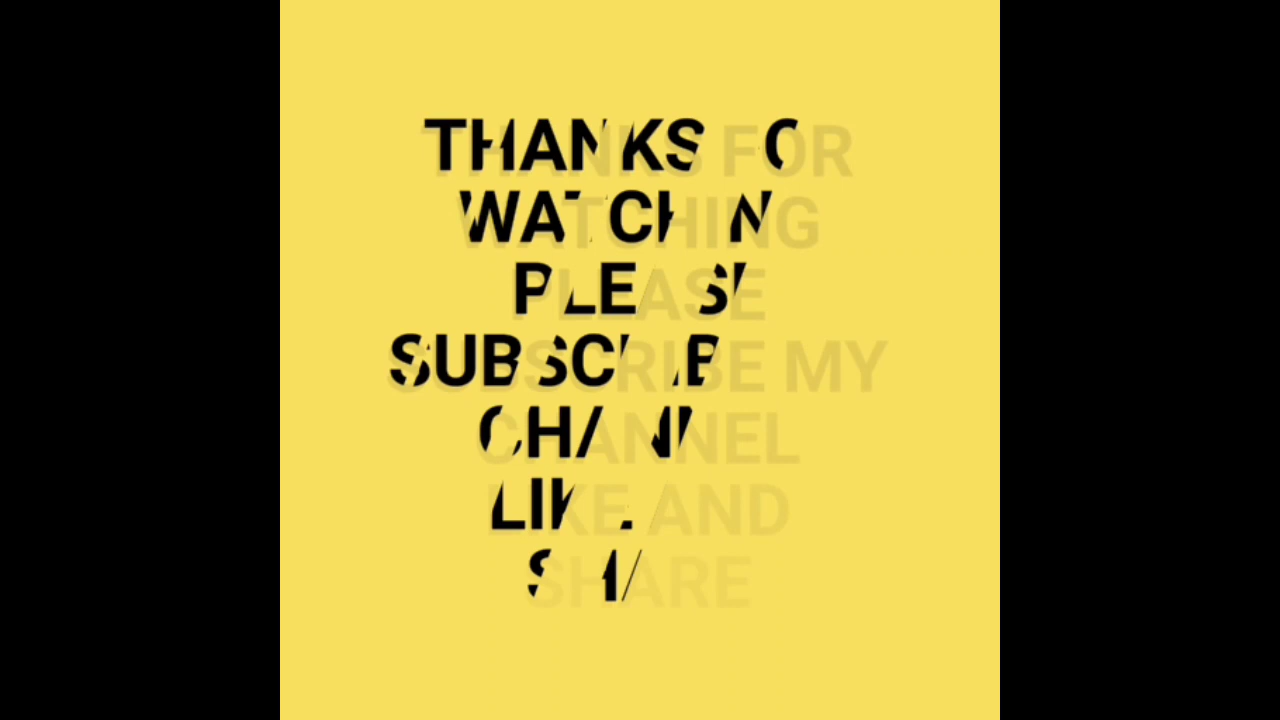 THANKS FOR
WATCHING
PLEASE
SUBSCRIBE MY
CHANNEL
LIKE AND
SHARE